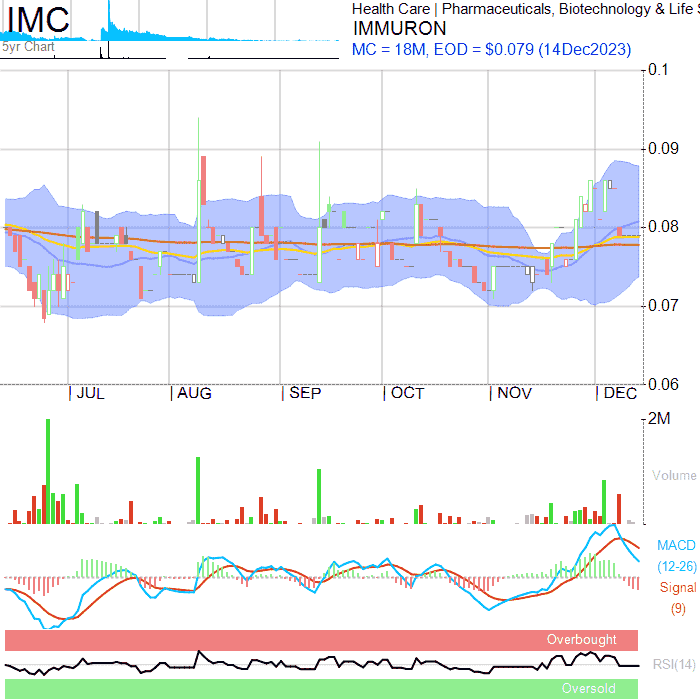 IMC
5yr Chart
Health Care | Pharmaceuticals, Biotechnology & Life S
IMMURON
MC = 18M, EOD = $0.079 (14Dec2023)
0.1
0.09
0.08
0.07
0.06
JUL AUG SEP OCT NOV DEC
2M
Volume
MACD
(12-26)
Signal
(9)
Overbought
RSI(14)
Oversold